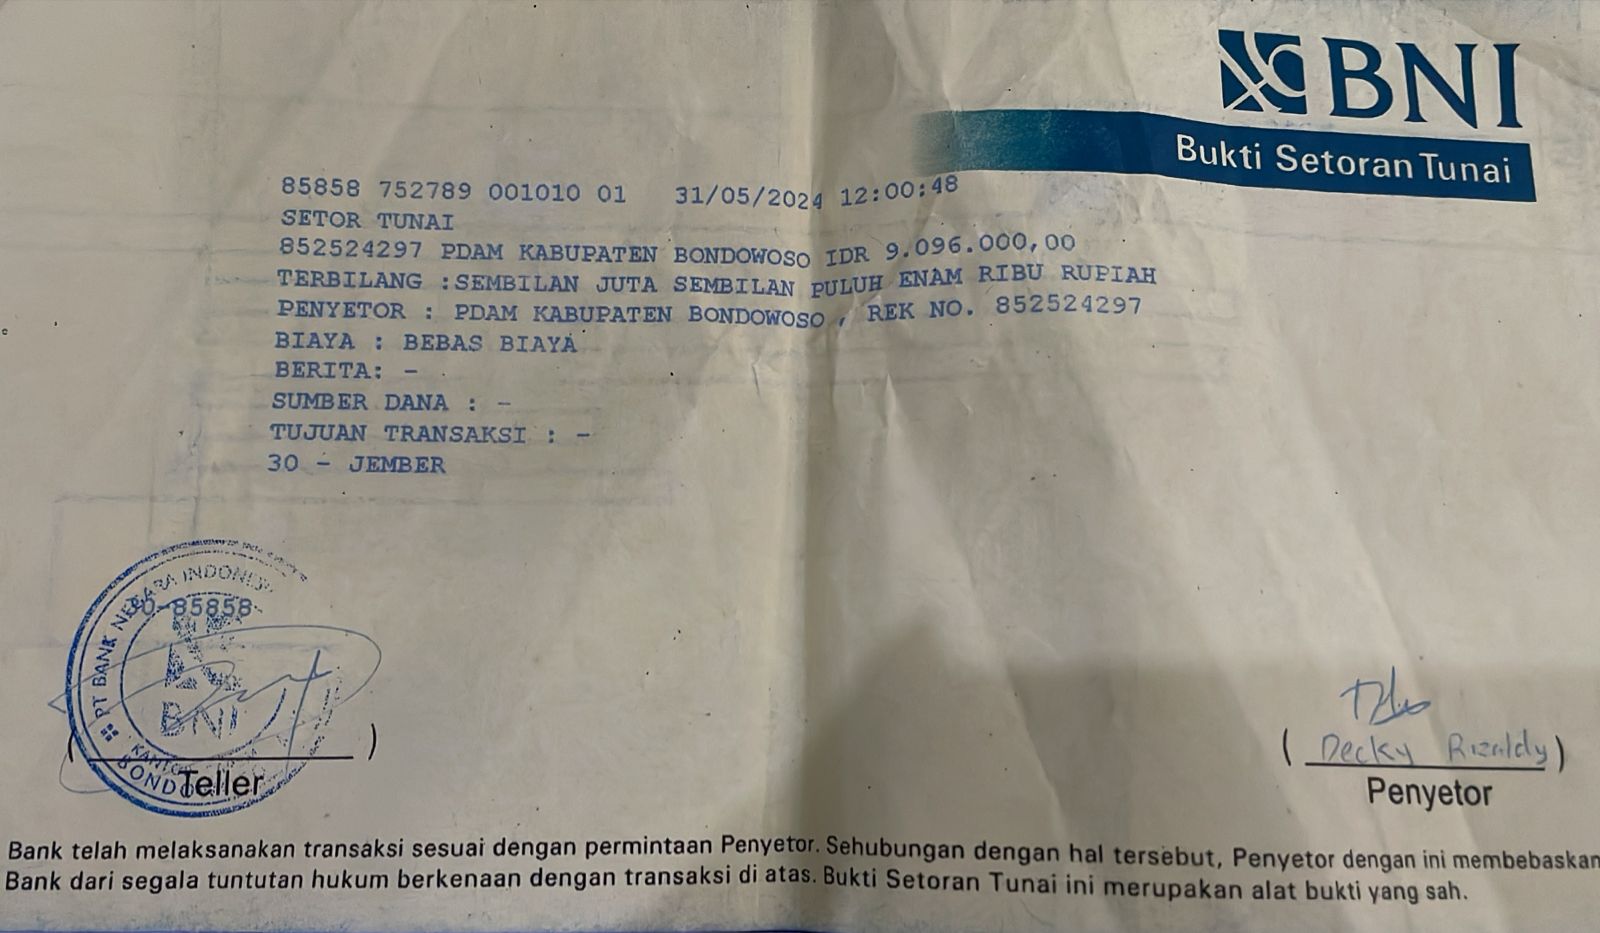 BNI
Bukti Setoran Tunai
85858 752789 001010 01 31/05/2024 12:00:48
SETOR TUNAI
852524297 PDAM KABUPATEN BONDOWOSO IDR 9.096.000,00
TERBILANG :SEMBILAN JUTA SEMBILAN PULUH ENAM RIBU RUPIAH
PENYETOR : PDAM KABUPATEN BONDOWOSO , REK NO. 852524297
BIAYA : BEBAS BIAYA
BERITA: -
SUMBER DANA : -
TUJUAN TRANSAKSI : -
30 - JEMBER
PT BANK NEGARA INDONESIA
85858
BNI
( )
Teller
( Decky Rizaldy )
Penyetor
Bank telah melaksanakan transaksi sesuai dengan permintaan Penyetor. Sehubungan dengan hal tersebut, Penyetor dengan ini membebaskan
Bank dari segala tuntutan hukum berkenaan dengan transaksi di atas. Bukti Setoran Tunai ini merupakan alat bukti yang sah.